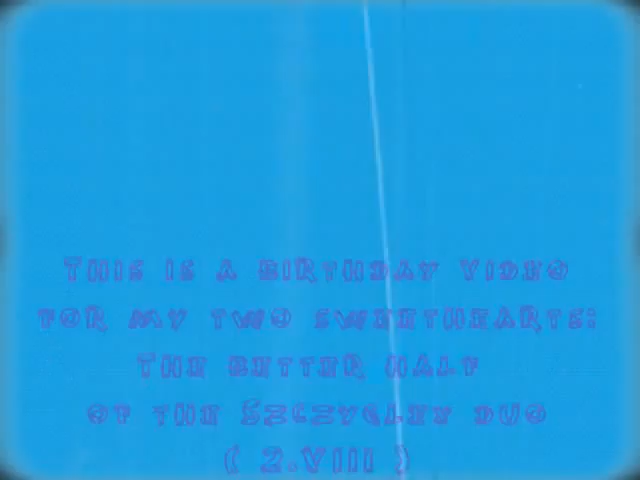 THIS IS A BIRTHDAY VIDEO
FOR MY TWO SWEETHEARTS:
THE BETTER HALF
OF THE DUO
( 2.VIII )